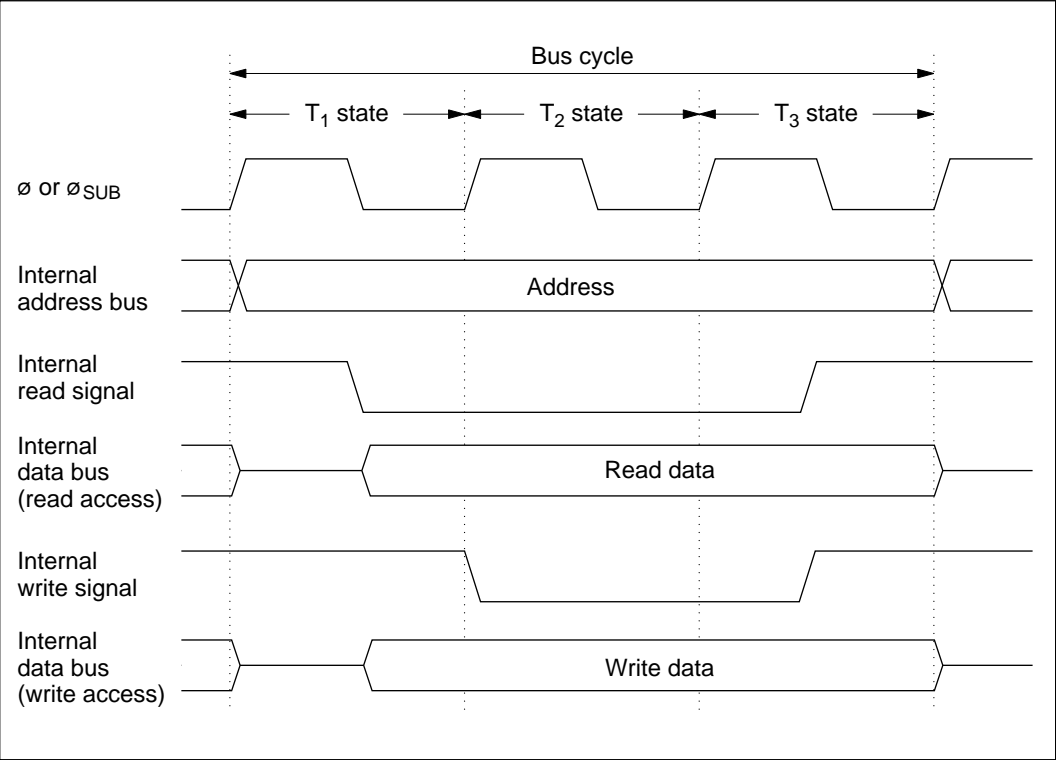 Bus cycle
T1 state
T2 state
T3 state
ø or øSUB
Internal
address bus
Address
Internal
read signal
Internal
data bus
(read access)
Read data
Internal
write signal
Internal
data bus
(write access)
Write data